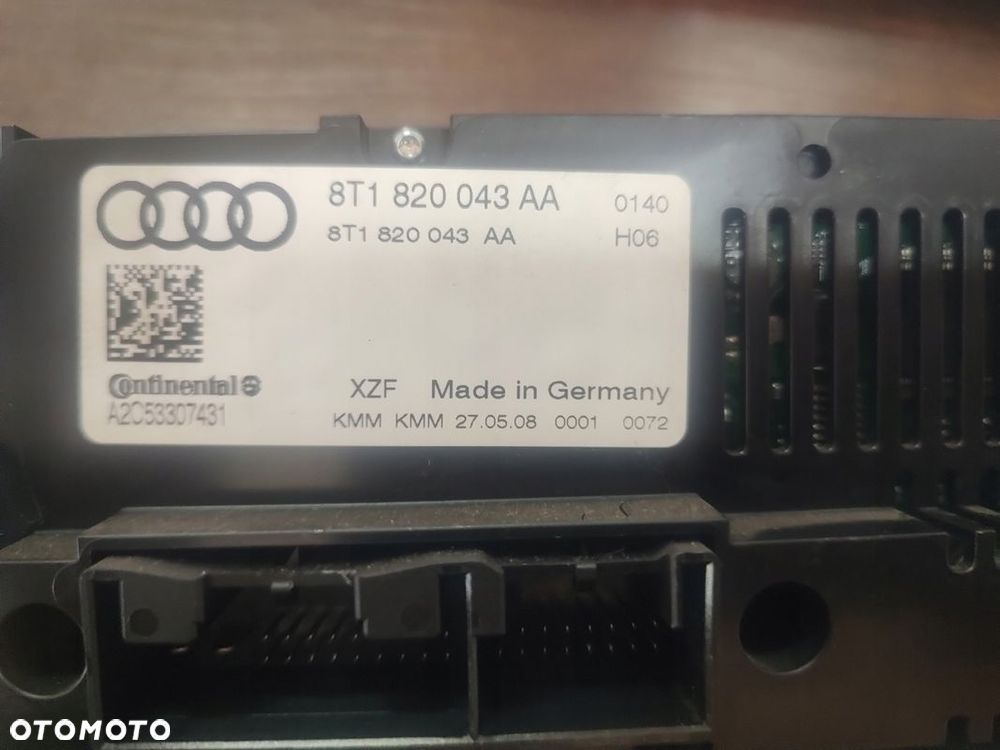 8T1 820 043 AA 0140
8T1 820 043 AA H06
Continental
A2C53307431
XZF Made in Germany
KMM KMM 27.05.08 0001 0072
OTOMOTO